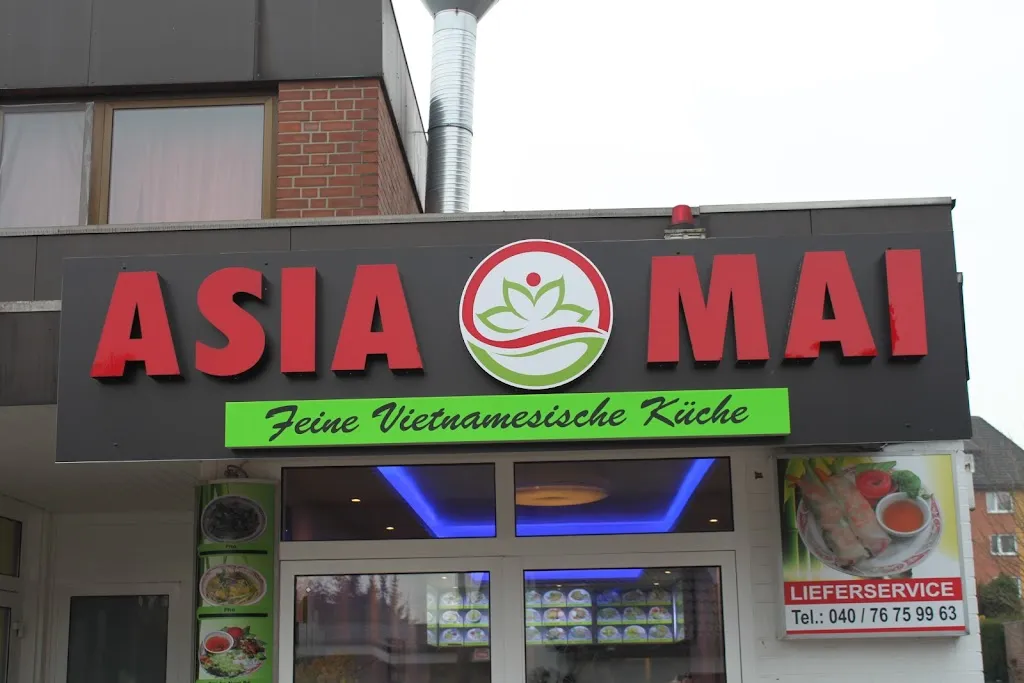 ASIA MAI
Feine Vietnamesische Küche
LIEFERSERVICE
Tel.: 040 / 76 75 99 63